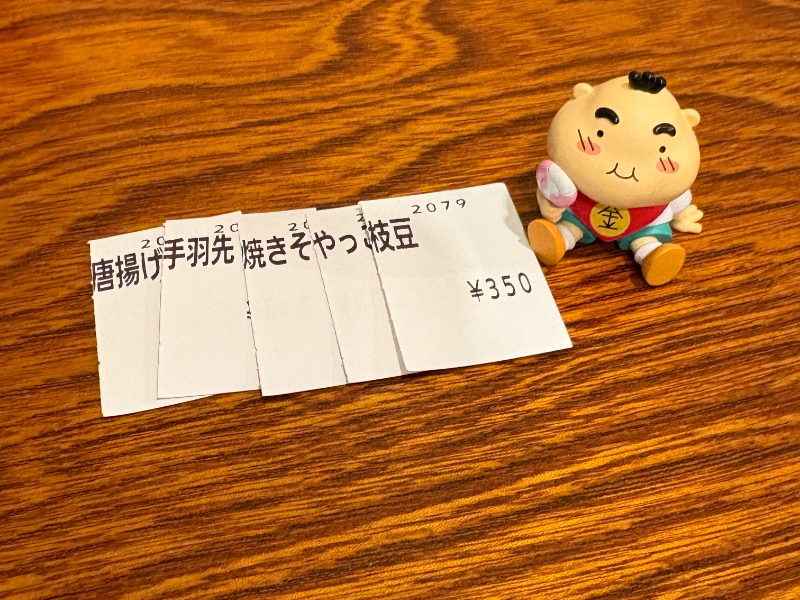 唐揚げ
手羽先
焼きそ
やっ
枝豆
2079
¥350
金